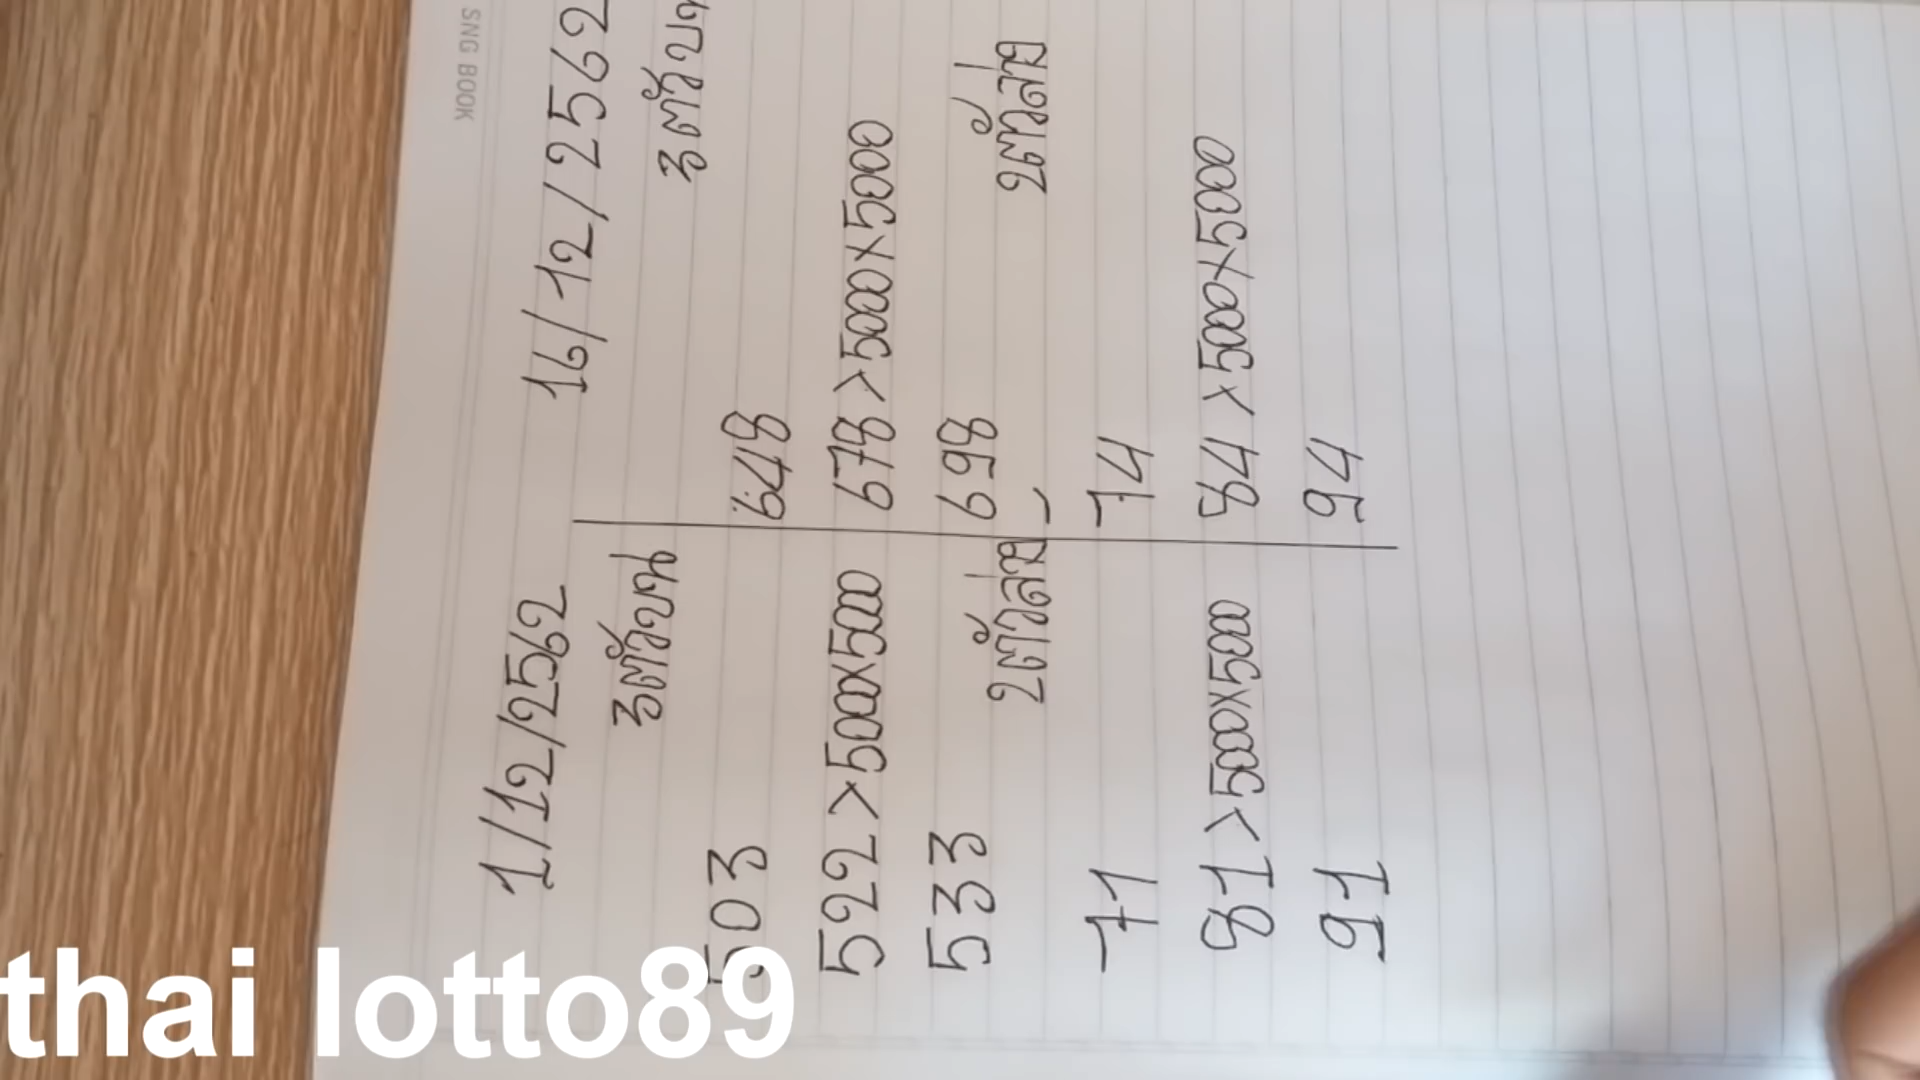 SNG BOOK
1/12/2562
3ตัวบน
503
522>5000x5000
533
2ตัวล่าง
71
81>5000x5000
91
16/12/2562
3ตัวบน
648
678>5000x5000
698
2ตัวล่าง
74
84>5000x5000
94
thai lotto89